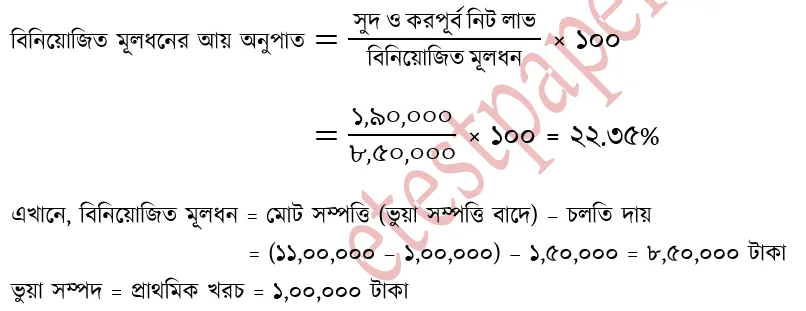 বিনিয়োজিত মূলধনের আয় অনুপাত = সুদ ও করপূর্ব নিট লাভ / বিনিয়োজিত মূলধন × ১০০
= ১,৯০,০০০ / ৮,৫০,০০০ × ১০০ = ২২.৩৫%
এখানে, বিনিয়োজিত মূলধন = মোট সম্পত্তি (ভুয়া সম্পত্তি বাদে) – চলতি দায়
= (১১,০০,০০০ – ১,০০,০০০) – ১,৫০,০০০ = ৮,৫০,০০০ টাকা
ভুয়া সম্পদ = প্রাথমিক খরচ = ১,০০,০০০ টাকা
etestpaper